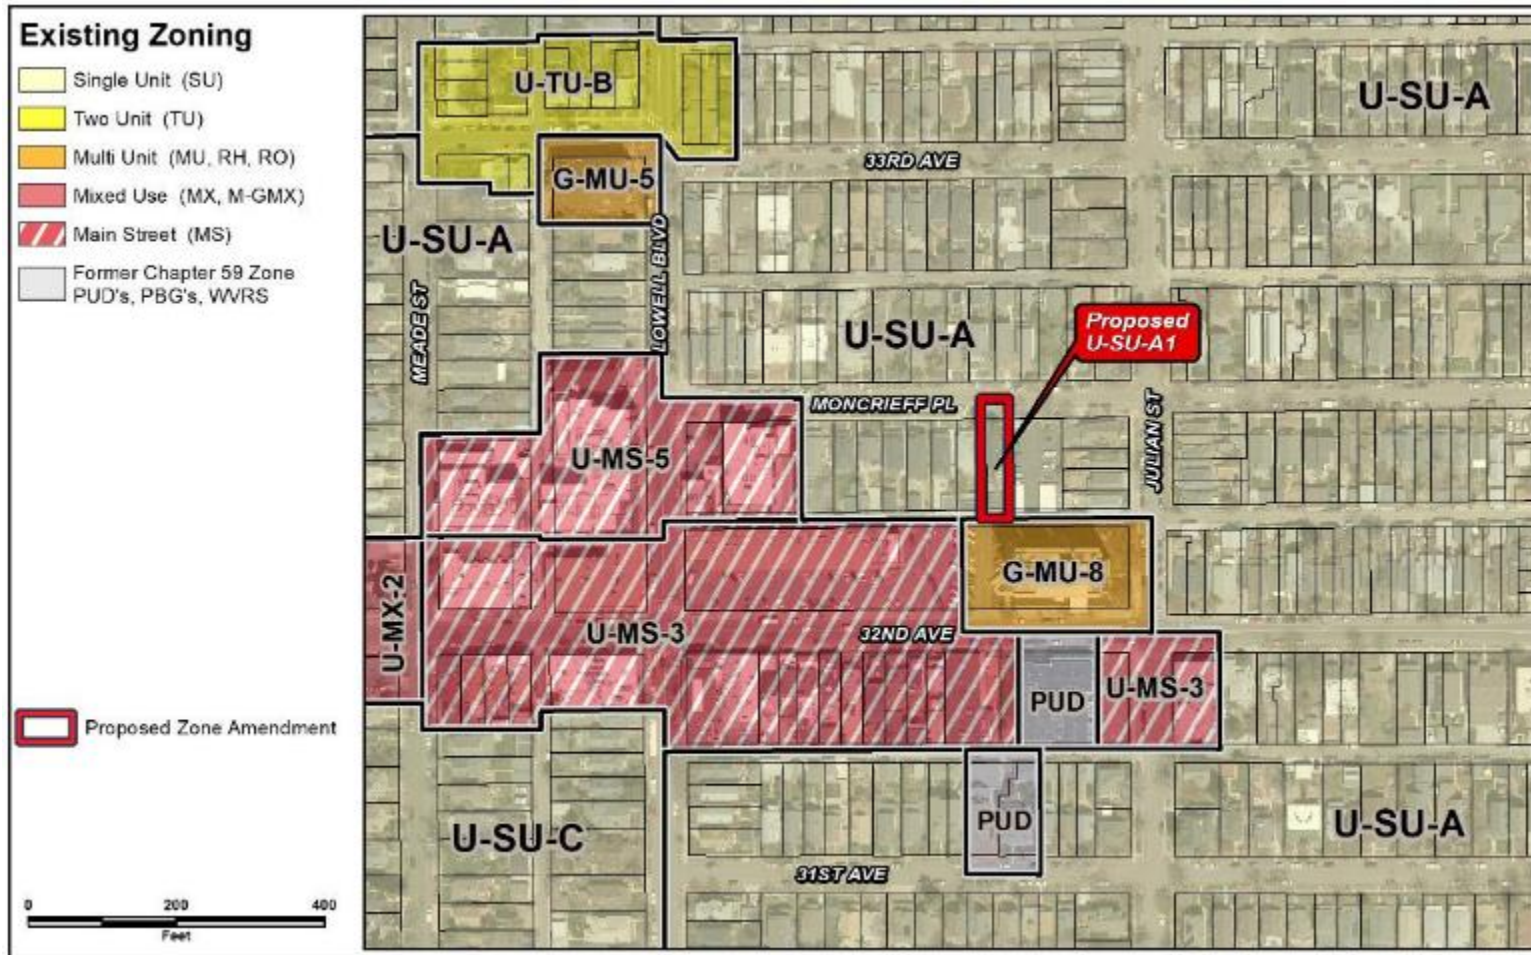 Existing Zoning
Single Unit (SU)
Two Unit (TU)
Multi Unit (MU, RH, RO)
Mixed Use (MX, M-GMX)
Main Street (MS)
Former Chapter 59 Zone
PUD's, PBG's, WVRS
Proposed Zone Amendment
0 200 400
Feet
U-TU-B
U-SU-A
33RD AVE
G-MU-5
U-SU-A
LOWELL BLVD
MEADE ST
U-SU-A
Proposed
U-SU-A1
MONCRIEFF PL
JULIAN ST
U-MS-5
G-MU-8
U-MX-2
U-MS-3
32ND AVE
PUD
U-MS-3
U-SU-C
PUD
U-SU-A
31ST AVE